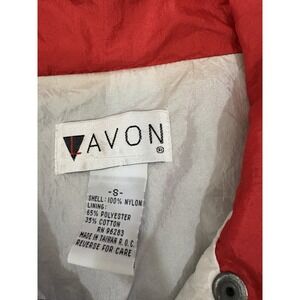 AVON
®
-S-
SHELL: 100% NYLON
LINING:
65% POLYESTER
35% COTTON
RN 96283
MADE IN TAIWAN R.O.C.
REVERSE FOR CARE